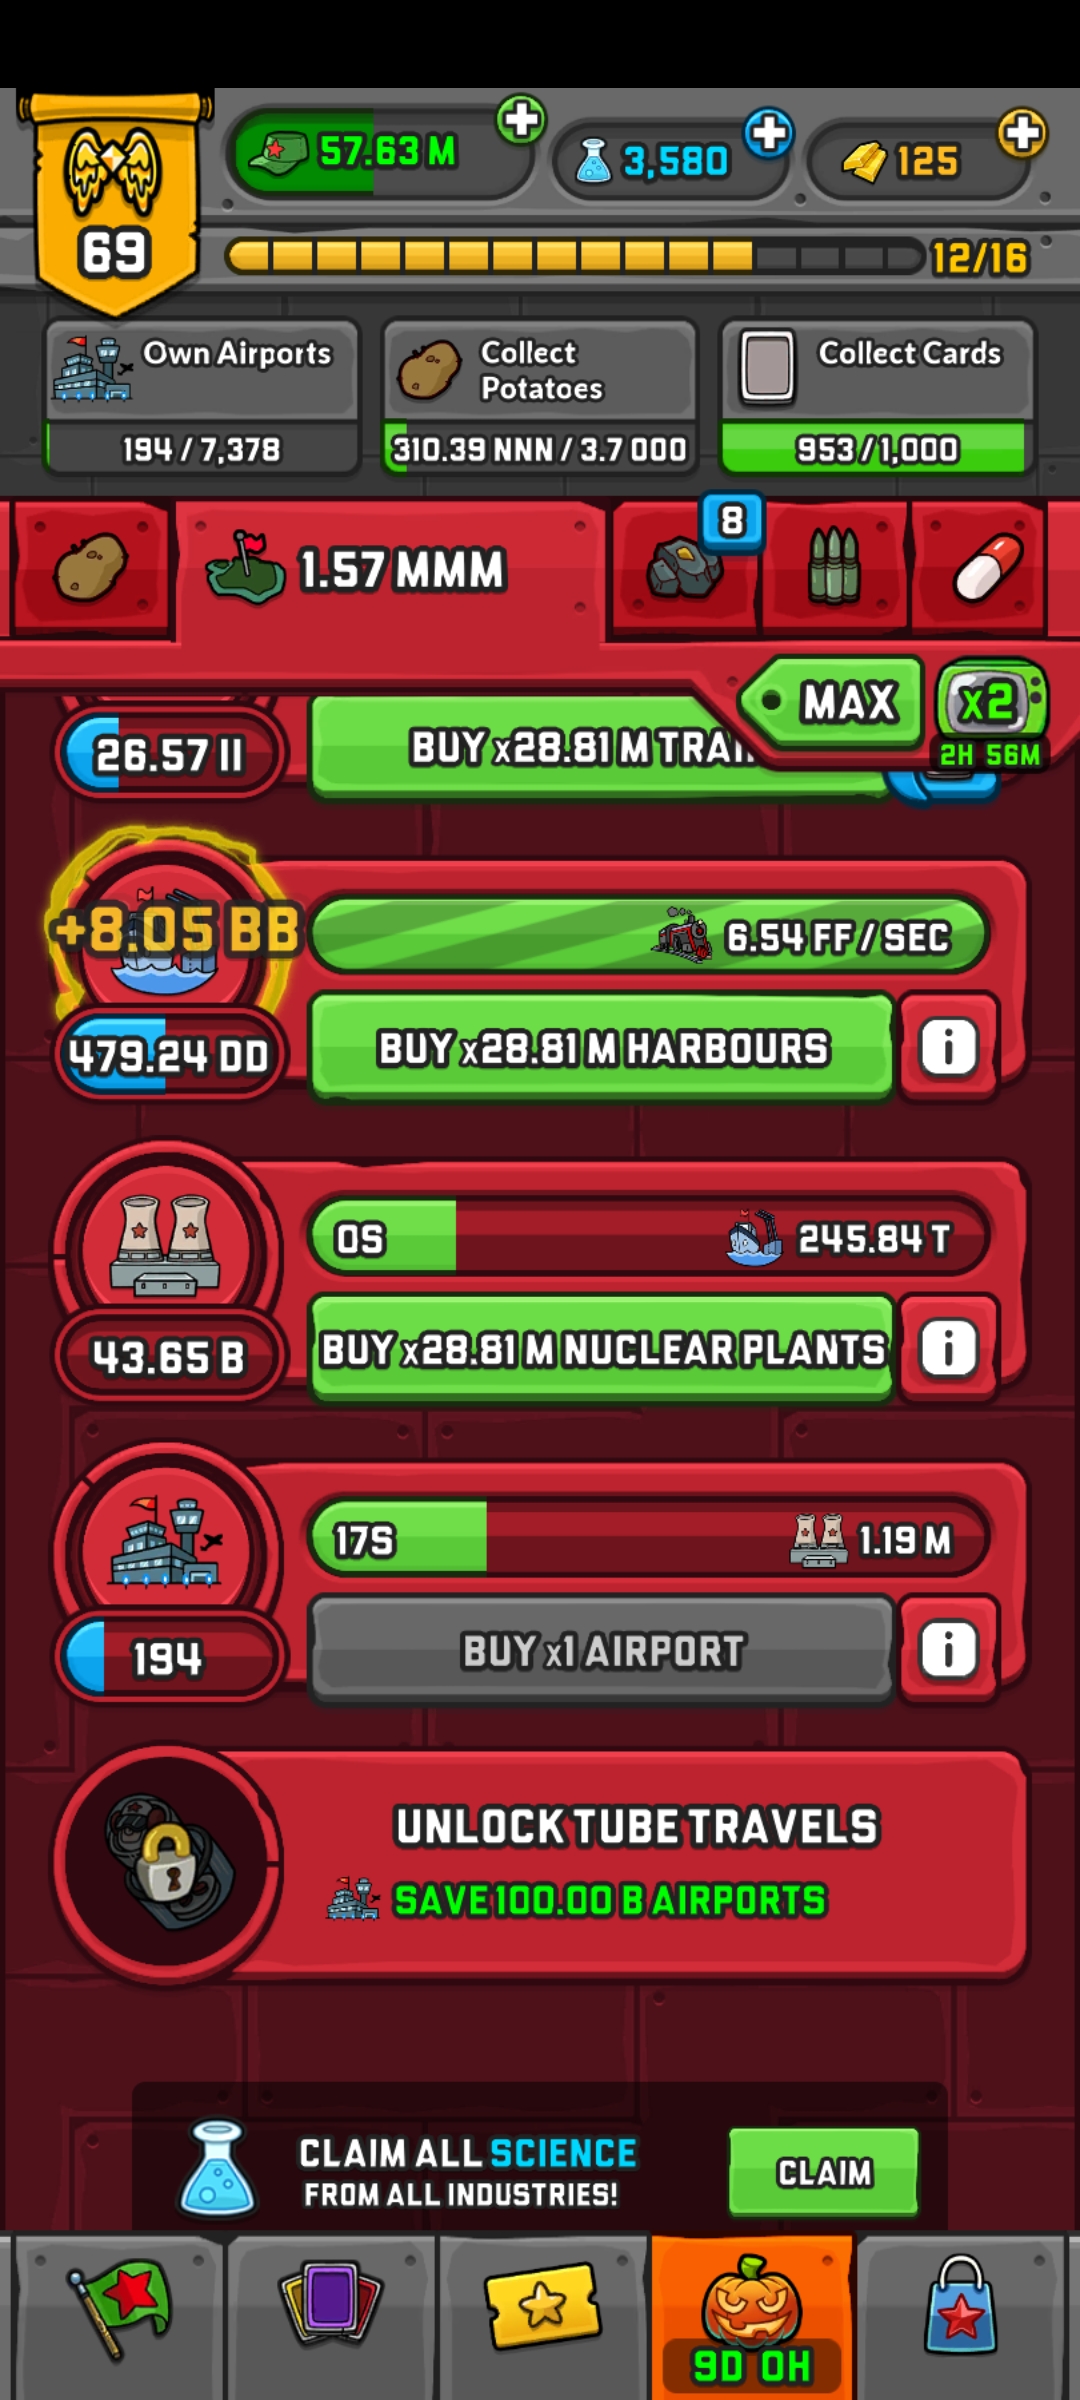 57.63 M
3,580
125
69
12/16
Own Airports
194 / 7,378
Collect
Potatoes
310.39 NNN / 3.7 OOO
Collect Cards
953 / 1,000
1.57 MMM
8
MAX
x2
2H 56M
26.57 II
BUY x28.81 M
+8.05 BB
6.54 FF / SEC
479.24 DD
BUY x28.81 M HARBOURS
i
0S
245.84 T
43.65 B
BUY x28.81 M NUCLEAR PLANTS
i
17S
1.19 M
194
BUY x1 AIRPORT
i
UNLOCK TUBE TRAVELS
SAVE 100.00 B AIRPORTS
CLAIM ALL SCIENCE
FROM ALL INDUSTRIES!
CLAIM
9D 0H